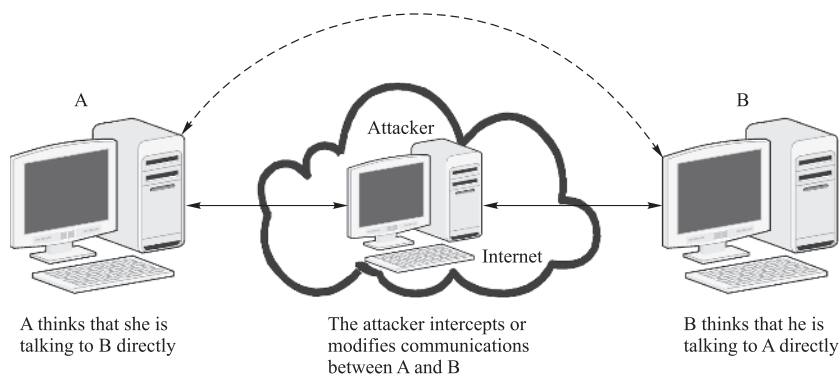 A
B
Attacker
Internet
A thinks that she is
talking to B directly
The attacker intercepts or
modifies communications
between A and B
B thinks that he is
talking to A directly